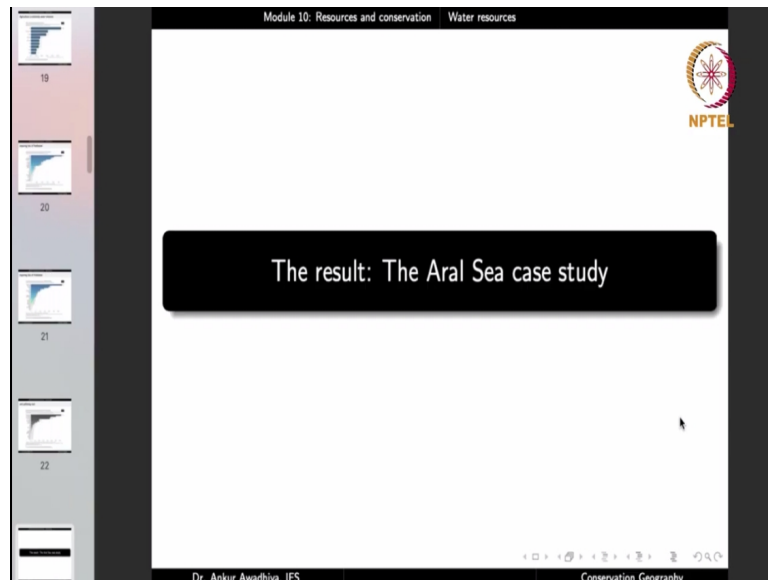 Module 10: Resources and conservation Water resources
NPTEL
The result: The Aral Sea case study
19
20
21
22
Dr. Ankur Awadhiya, IFS Conservation Geography